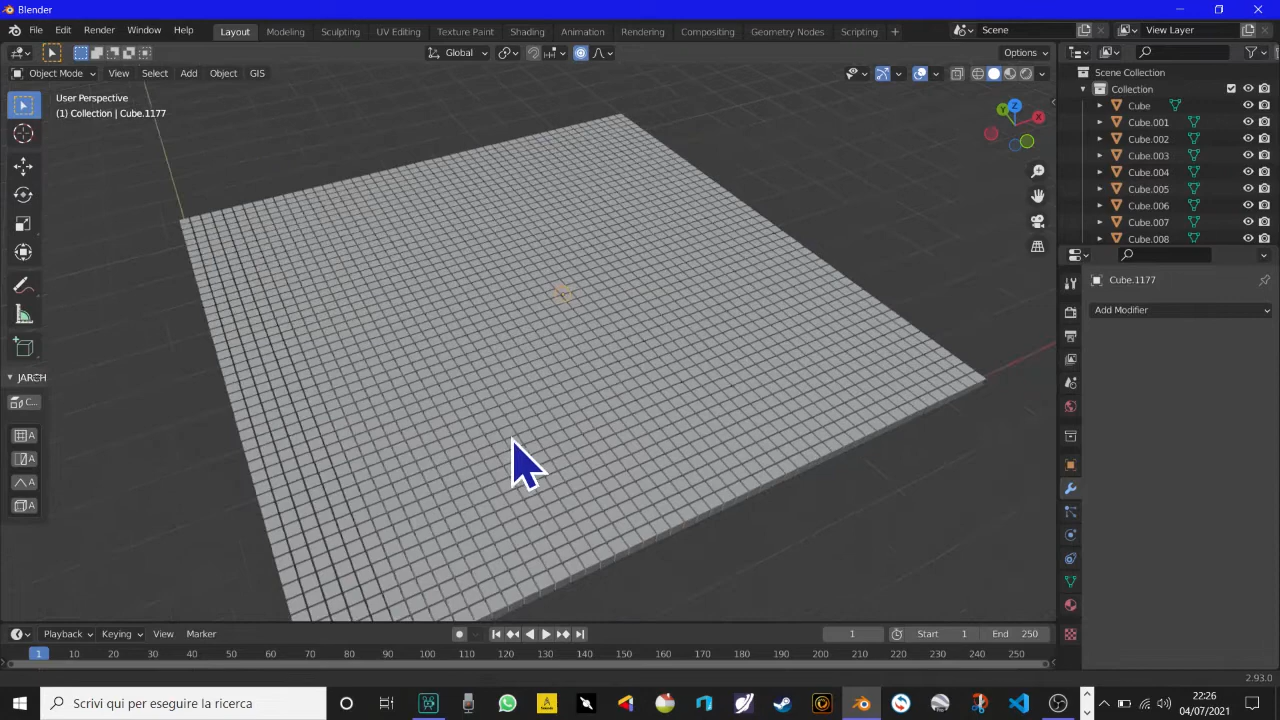 Blender
File Edit Render Window Help
Layout Modeling Sculpting UV Editing Texture Paint Shading Animation Rendering Compositing Geometry Nodes Scripting +
Scene
View Layer
Global
Options
Object Mode View Select Add Object GIS
User Perspective
(1) Collection | Cube.1177
Z
Y
X
JARCH
C...
A
A
A
A
Scene Collection
Collection
Cube
Cube.001
Cube.002
Cube.003
Cube.004
Cube.005
Cube.006
Cube.007
Cube.008
Cube.1177
Add Modifier
Playback Keying View Marker
1 Start 1 End 250
1 10 20 30 40 50 60 70 80 90 100 110 120 130 140 150 160 170 180 190 200 210 220 230 240 250
2.93.0
Scrivi qui per eseguire la ricerca
22:26
04/07/2021